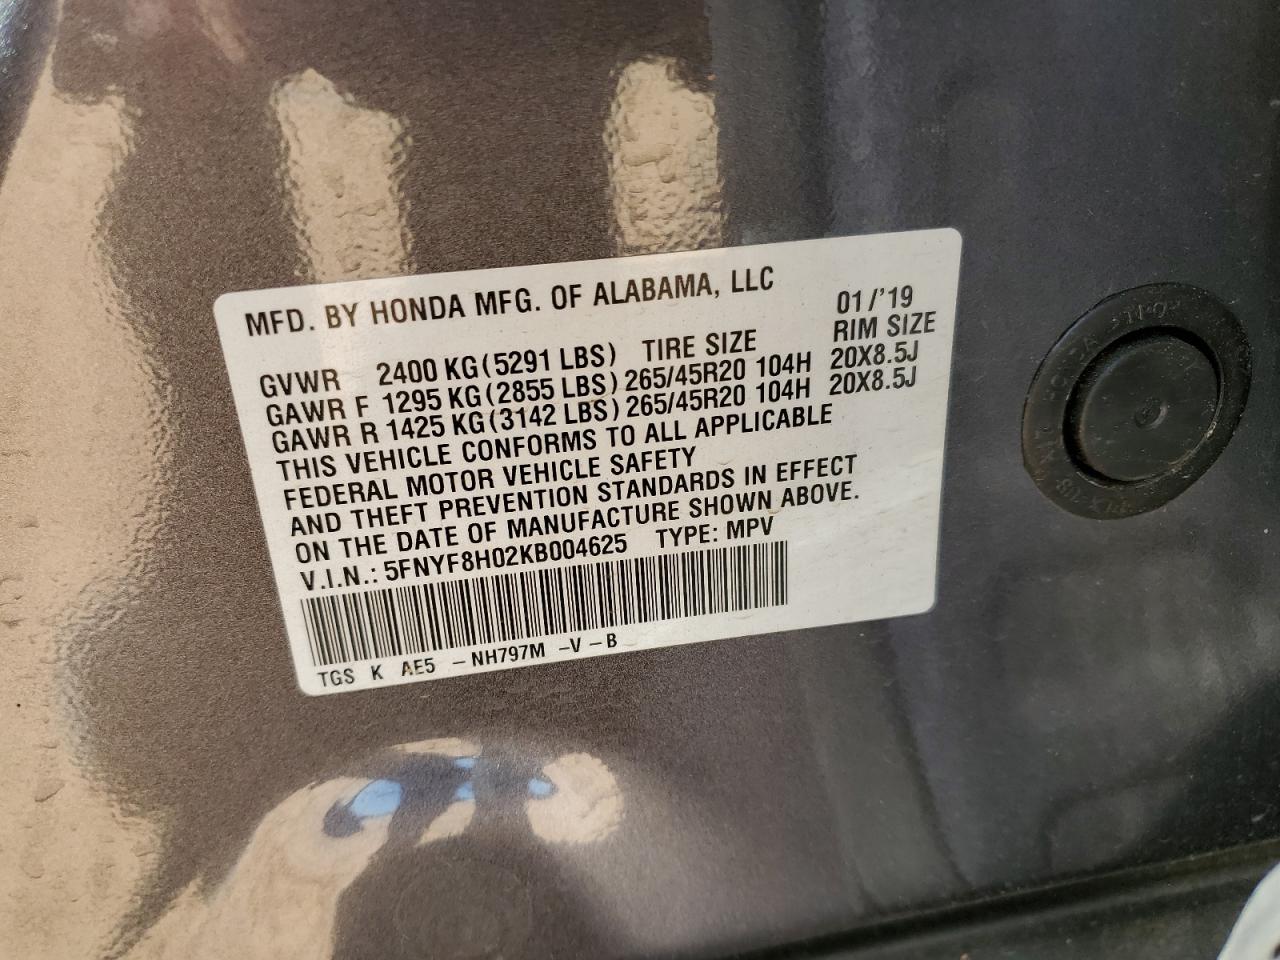 MFD. BY HONDA MFG. OF ALABAMA, LLC
01/'19
GVWR 2400 KG(5291 LBS) TIRE SIZE RIM SIZE
GAWR F 1295 KG(2855 LBS) 265/45R20 104H 20X8.5J
GAWR R 1425 KG(3142 LBS) 265/45R20 104H 20X8.5J
THIS VEHICLE CONFORMS TO ALL APPLICABLE
FEDERAL MOTOR VEHICLE SAFETY
AND THEFT PREVENTION STANDARDS IN EFFECT
ON THE DATE OF MANUFACTURE SHOWN ABOVE.
V.I.N.: 5FNYF8H02KB004625 TYPE: MPV
TGS K AE5 -NH797M -V -B